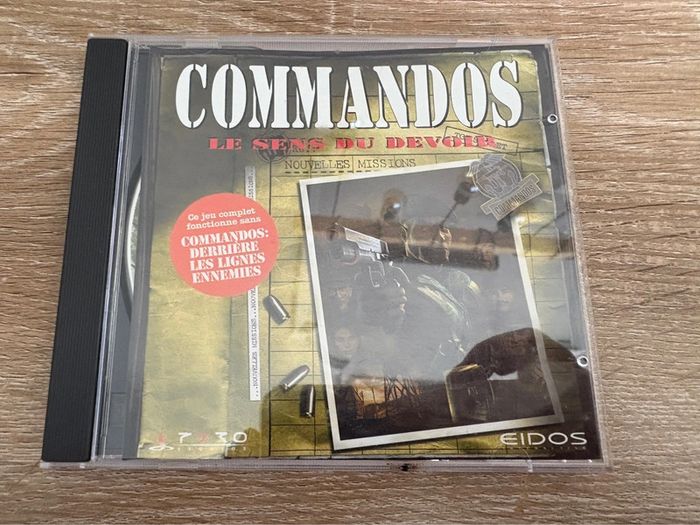 COMMANDOS
LE SENS DU DEVOIR
NOUVELLES MISSIONS
Ce jeu complet
fonctionne sans
COMMANDOS:
DERRIÈRE
LES LIGNES
ENNEMIES
EIDOS